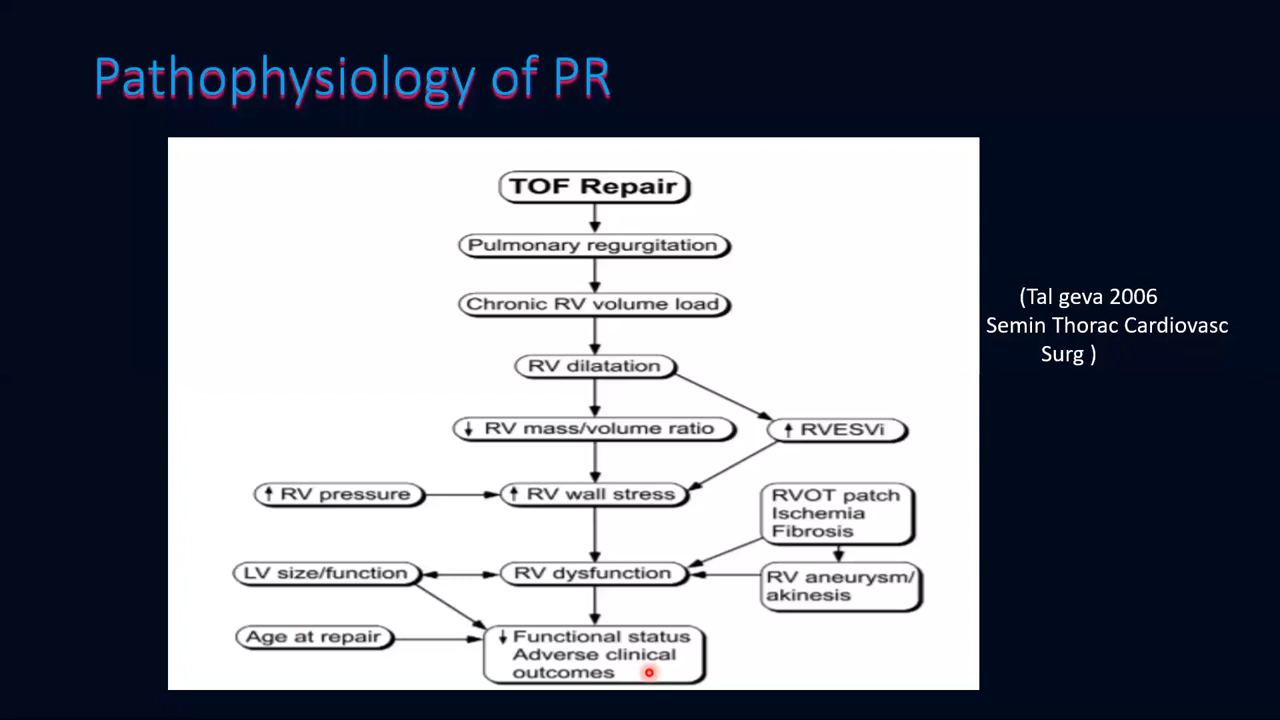 Pathophysiology of PR
TOF Repair
Pulmonary regurgitation
Chronic RV volume load
RV dilatation
↓ RV mass/volume ratio
↑ RVESVi
↑ RV pressure
↑ RV wall stress
RVOT patch
Ischemia
Fibrosis
LV size/function
RV dysfunction
RV aneurysm/
akinesis
Age at repair
↓ Functional status
Adverse clinical
outcomes
(Tal geva 2006
Semin Thorac Cardiovasc
Surg )